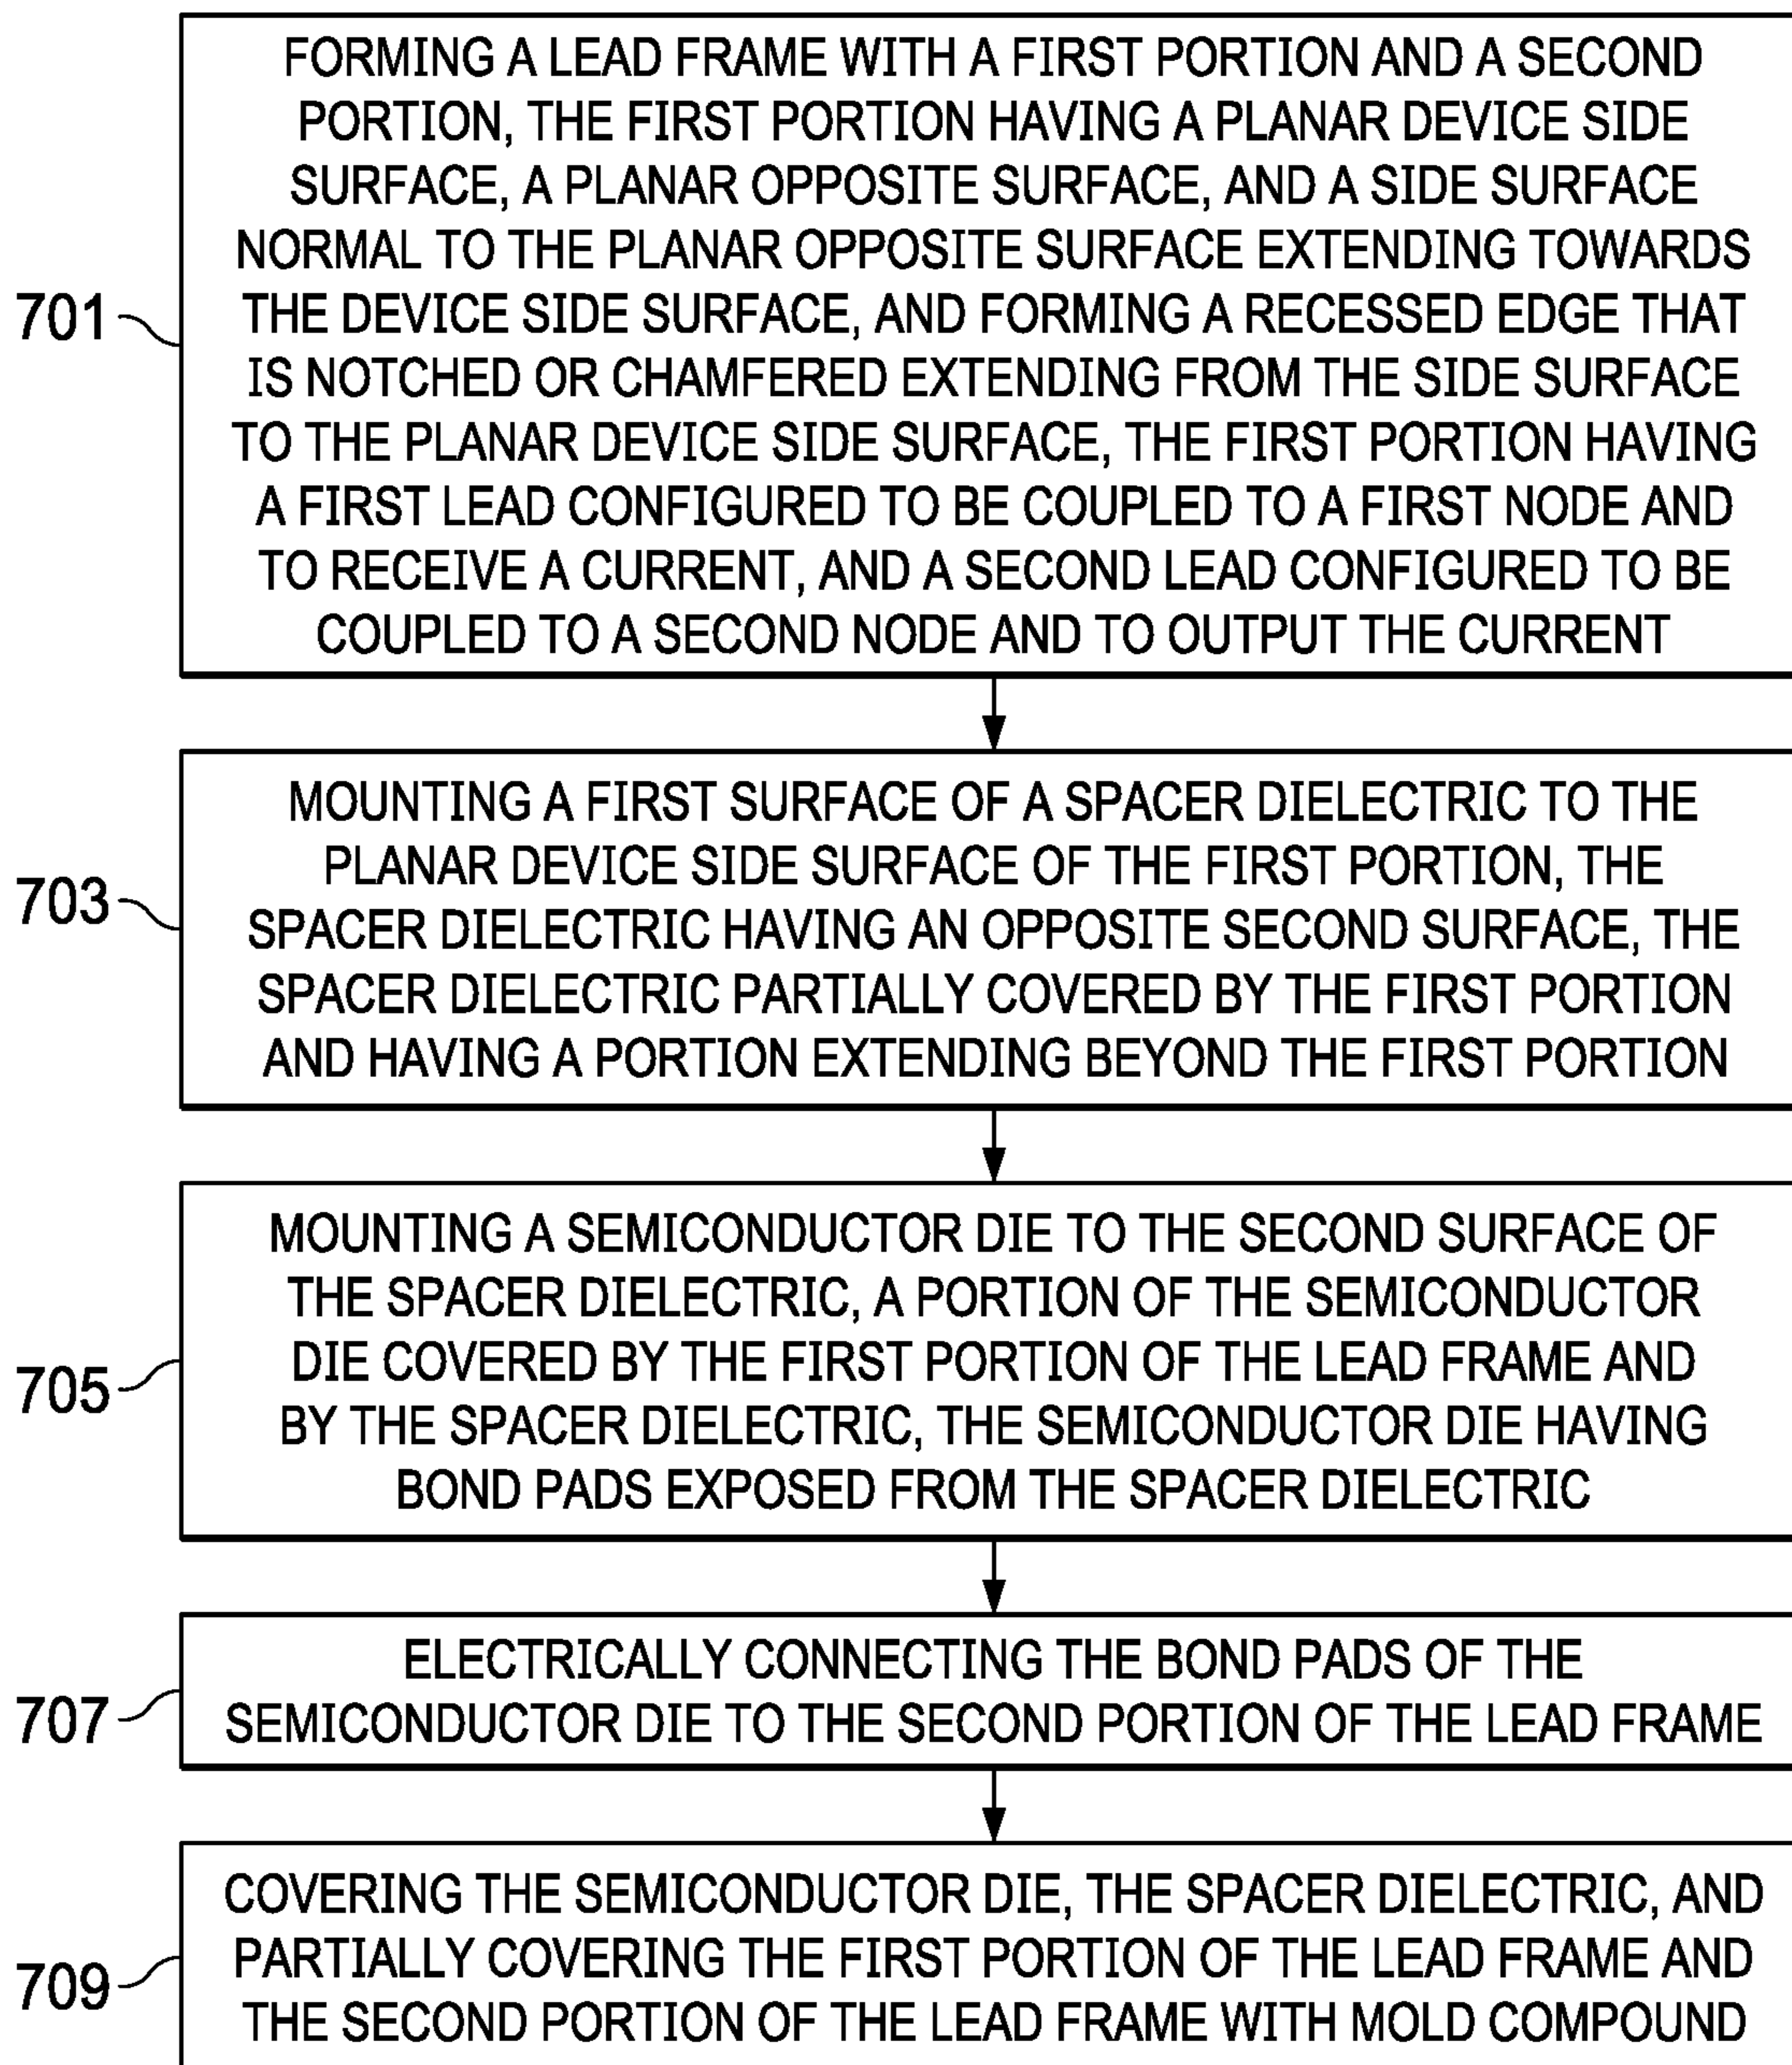 FORMING A LEAD FRAME WITH A FIRST PORTION AND A SECOND
PORTION, THE FIRST PORTION HAVING A PLANAR DEVICE SIDE
SURFACE, A PLANAR OPPOSITE SURFACE, AND A SIDE SURFACE
NORMAL TO THE PLANAR OPPOSITE SURFACE EXTENDING TOWARDS
701 THE DEVICE SIDE SURFACE, AND FORMING A RECESSED EDGE THAT
IS NOTCHED OR CHAMFERED EXTENDING FROM THE SIDE SURFACE
TO THE PLANAR DEVICE SIDE SURFACE, THE FIRST PORTION HAVING
A FIRST LEAD CONFIGURED TO BE COUPLED TO A FIRST NODE AND
TO RECEIVE A CURRENT, AND A SECOND LEAD CONFIGURED TO BE
COUPLED TO A SECOND NODE AND TO OUTPUT THE CURRENT
MOUNTING A FIRST SURFACE OF A SPACER DIELECTRIC TO THE
PLANAR DEVICE SIDE SURFACE OF THE FIRST PORTION, THE
703 SPACER DIELECTRIC HAVING AN OPPOSITE SECOND SURFACE, THE
SPACER DIELECTRIC PARTIALLY COVERED BY THE FIRST PORTION
AND HAVING A PORTION EXTENDING BEYOND THE FIRST PORTION
MOUNTING A SEMICONDUCTOR DIE TO THE SECOND SURFACE OF
THE SPACER DIELECTRIC, A PORTION OF THE SEMICONDUCTOR
705 DIE COVERED BY THE FIRST PORTION OF THE LEAD FRAME AND
BY THE SPACER DIELECTRIC, THE SEMICONDUCTOR DIE HAVING
BOND PADS EXPOSED FROM THE SPACER DIELECTRIC
ELECTRICALLY CONNECTING THE BOND PADS OF THE
707 SEMICONDUCTOR DIE TO THE SECOND PORTION OF THE LEAD FRAME
COVERING THE SEMICONDUCTOR DIE, THE SPACER DIELECTRIC, AND
709 PARTIALLY COVERING THE FIRST PORTION OF THE LEAD FRAME AND
THE SECOND PORTION OF THE LEAD FRAME WITH MOLD COMPOUND